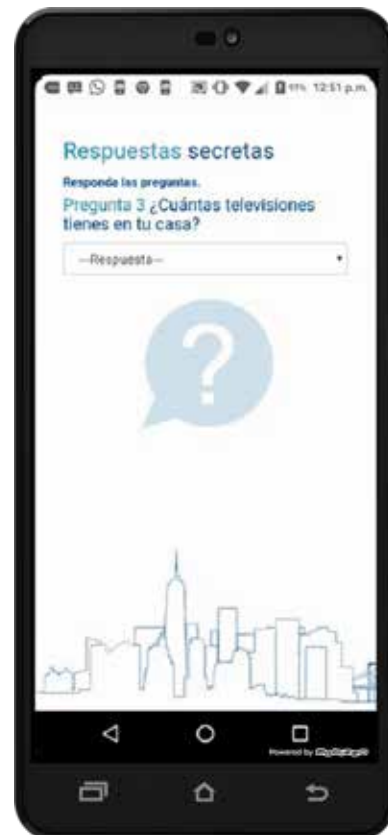 12:51 p.m.
Respuestas secretas
Responda las preguntas.
Pregunta 3 ¿Cuántas televisiones
tienes en tu casa?
--Respuesta--
?
Powered by